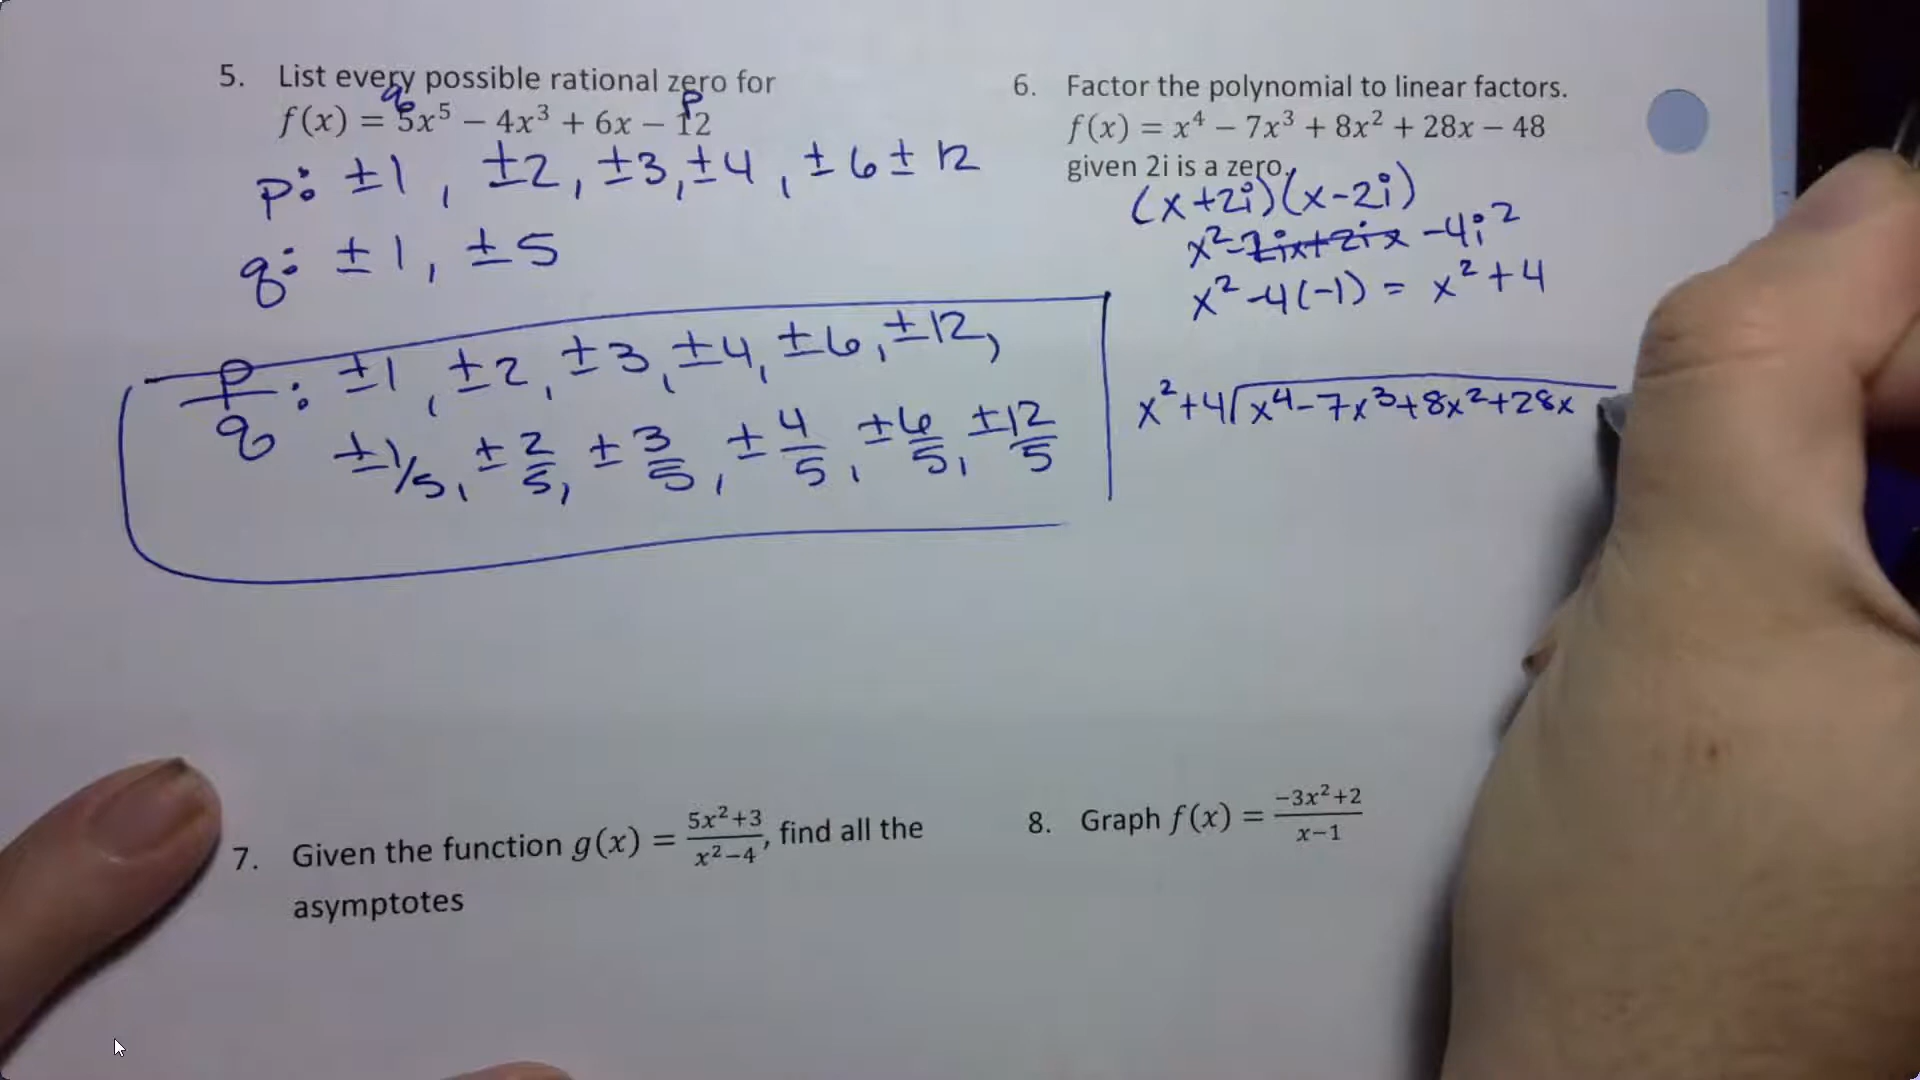 5. List every possible rational zero for
f(x) = 5x⁵ − 4x³ + 6x − 12
q p
p: ±1, ±2, ±3, ±4, ±6 ±12
q: ±1, ±5
p/q: ±1, ±2, ±3, ±4, ±6, ±12,
±1/5, ±2/5, ±3/5, ±4/5, ±6/5, ±12/5
6. Factor the polynomial to linear factors.
f(x) = x⁴ − 7x³ + 8x² + 28x − 48
given 2i is a zero.
(x+2i)(x-2i)
x²-2ix+2ix -4i²
x²-4(-1) = x²+4
x²+4 x⁴-7x³+8x²+28x
7. Given the function g(x) = (5x²+3)/(x²−4), find all the
asymptotes
8. Graph f(x) = (−3x²+2)/(x−1)